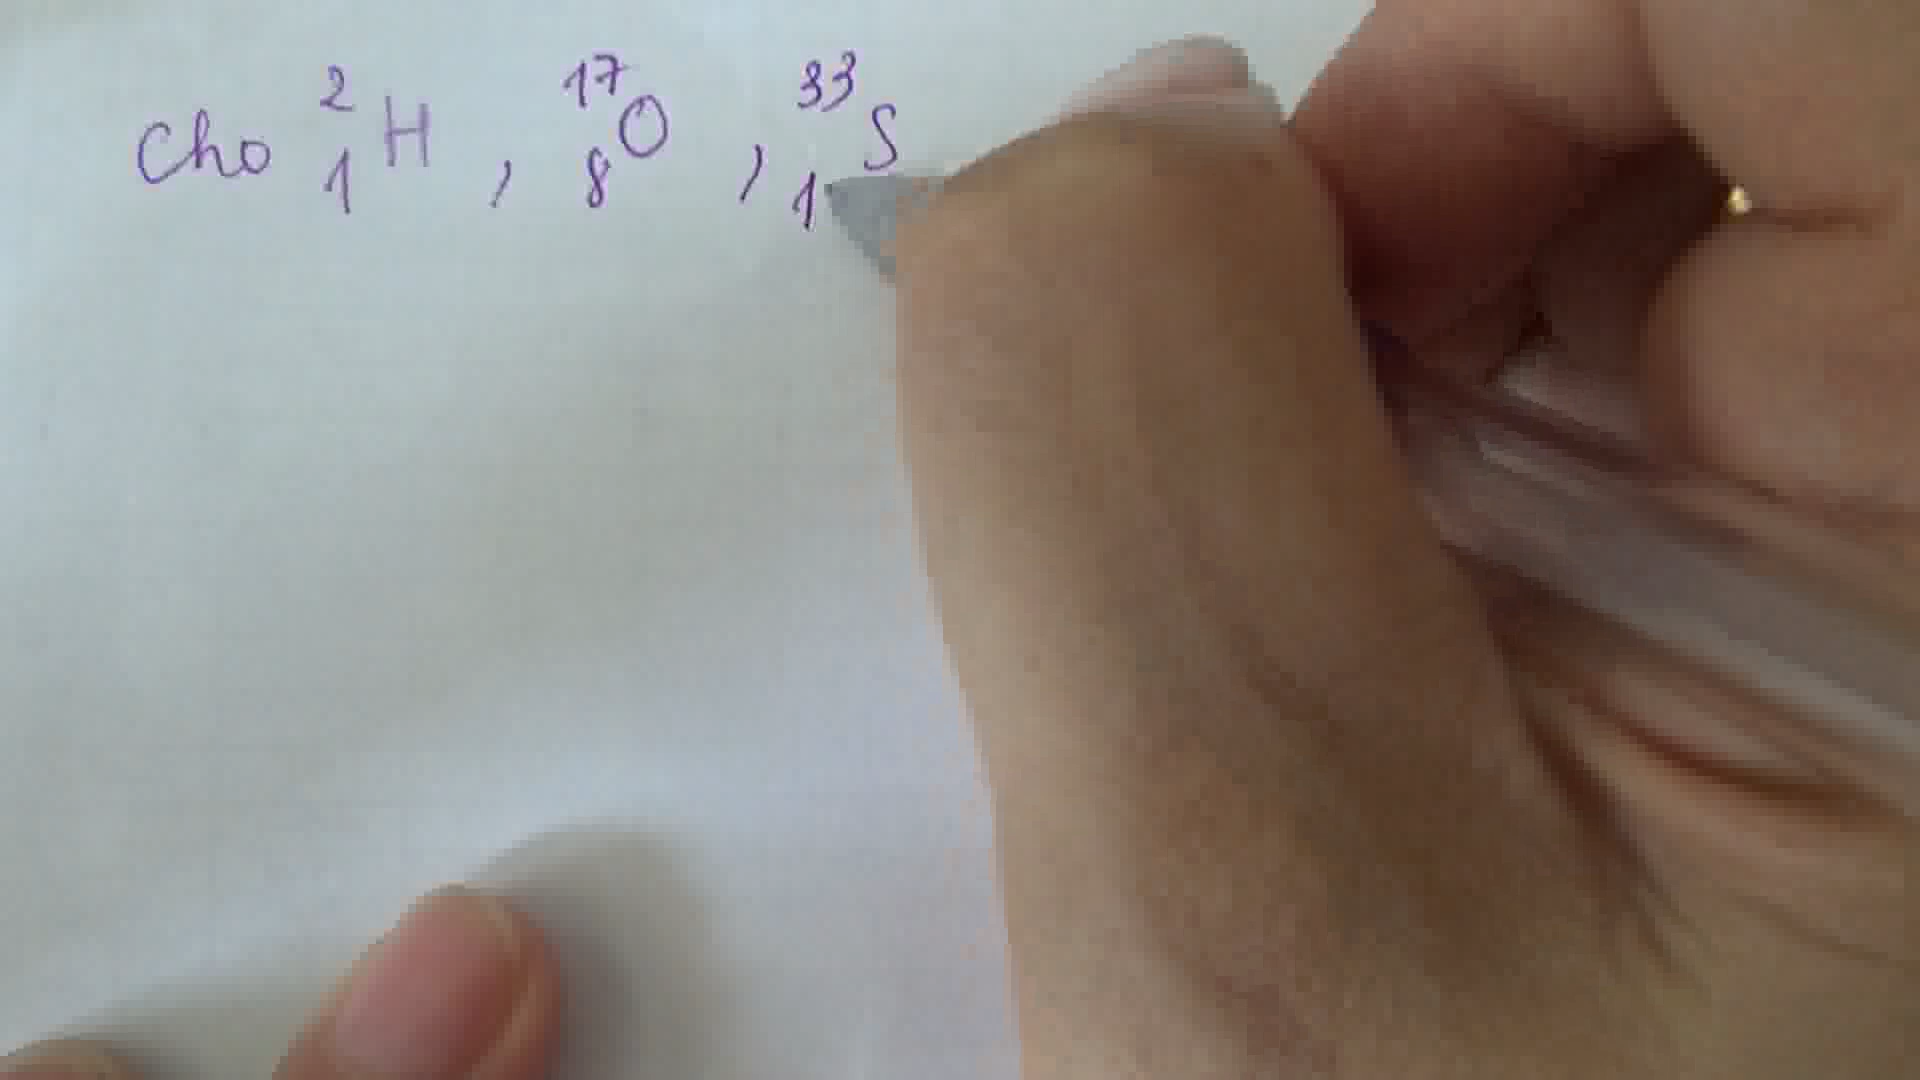 Cho ²₁H , ¹⁷₈O , ³³₁S